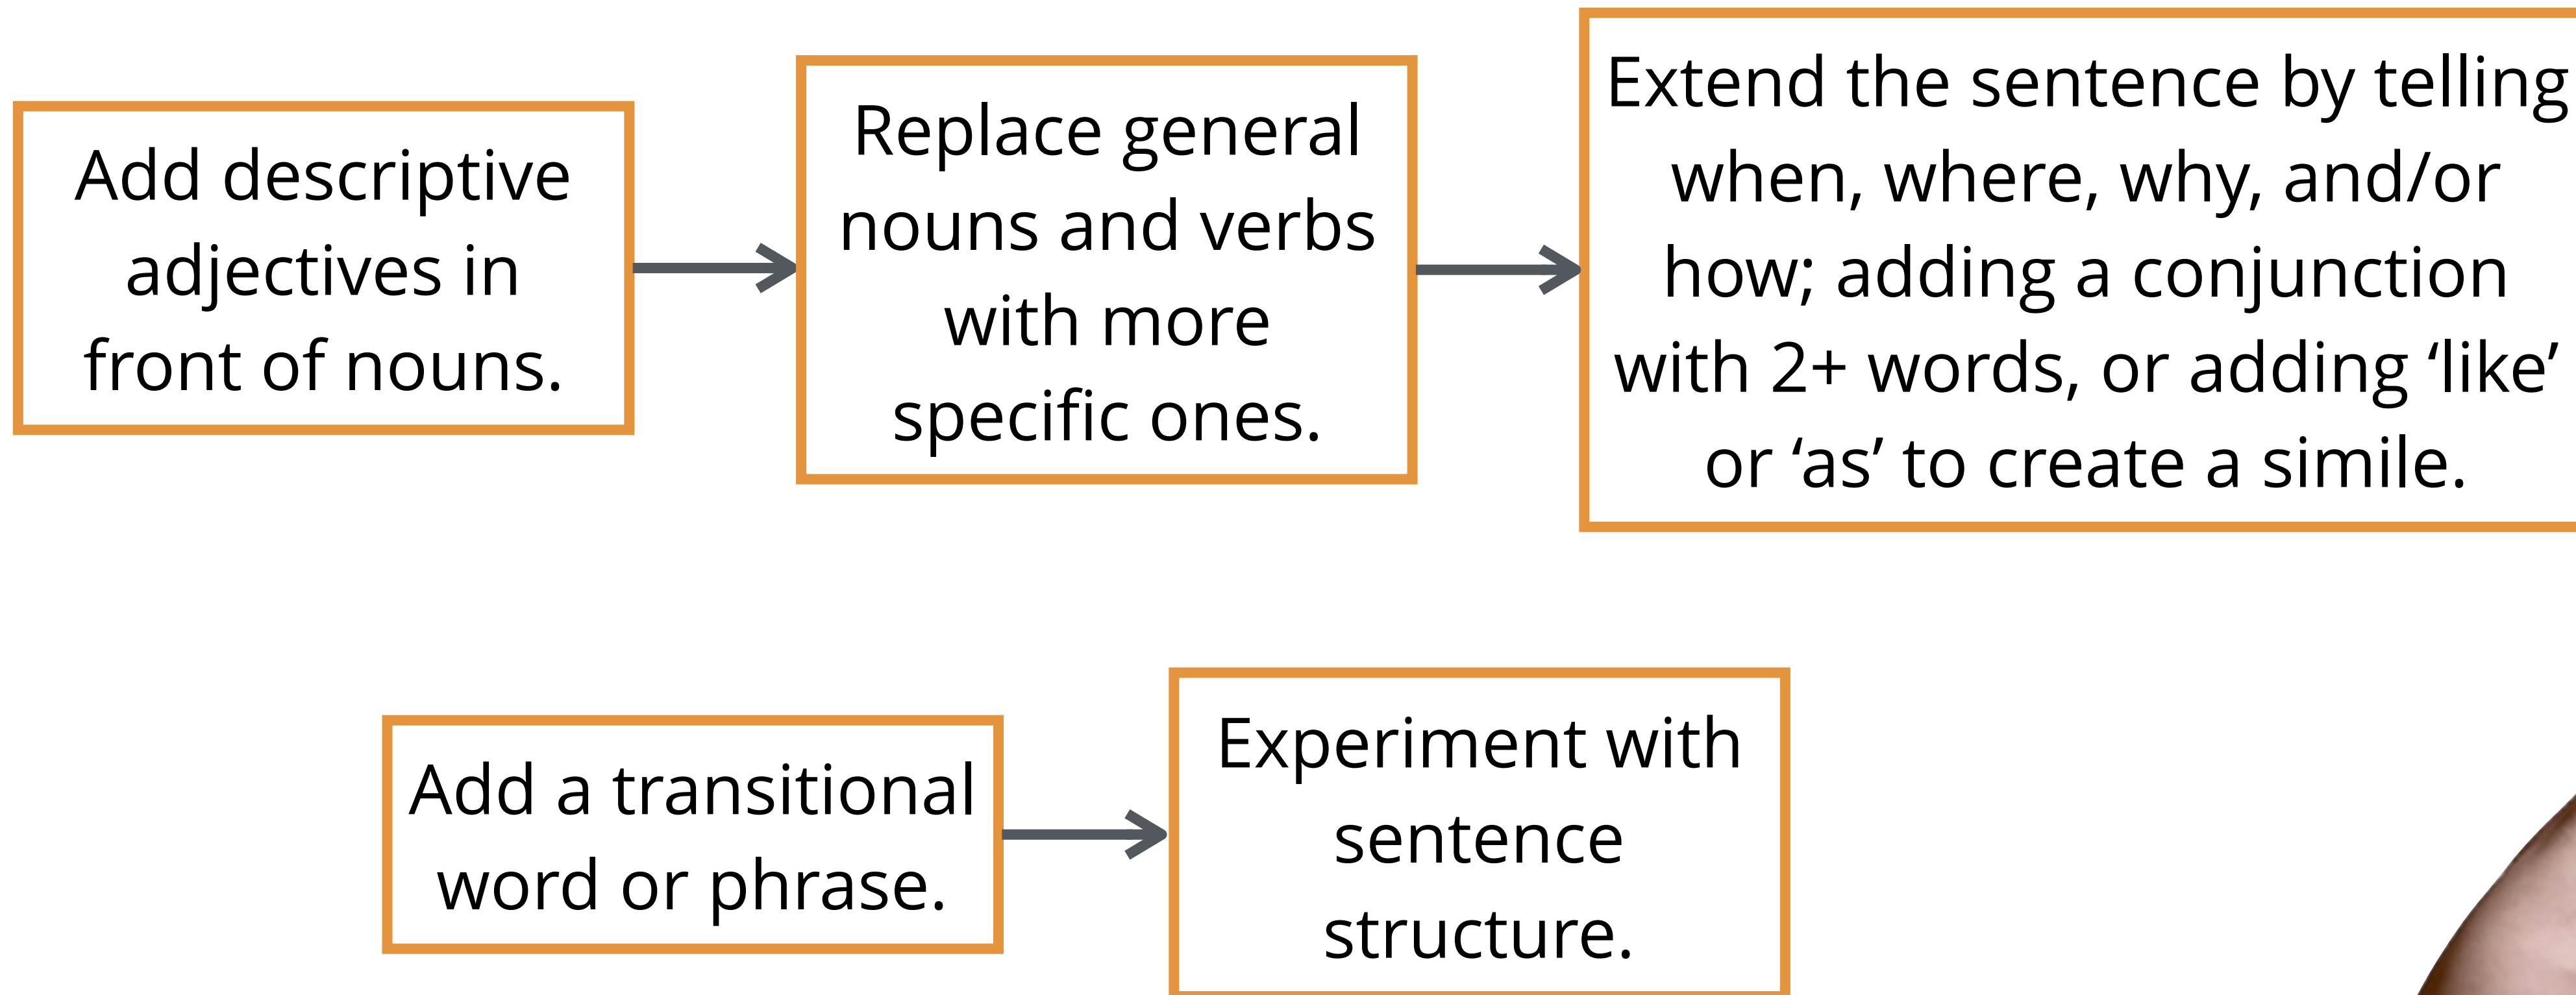 Add descriptive
adjectives in
front of nouns.
Replace general
nouns and verbs
with more
specific ones.
Extend the sentence by telling
when, where, why, and/or
how; adding a conjunction
with 2+ words, or adding ‘like’
or ‘as’ to create a simile.
Add a transitional
word or phrase.
Experiment with
sentence
structure.